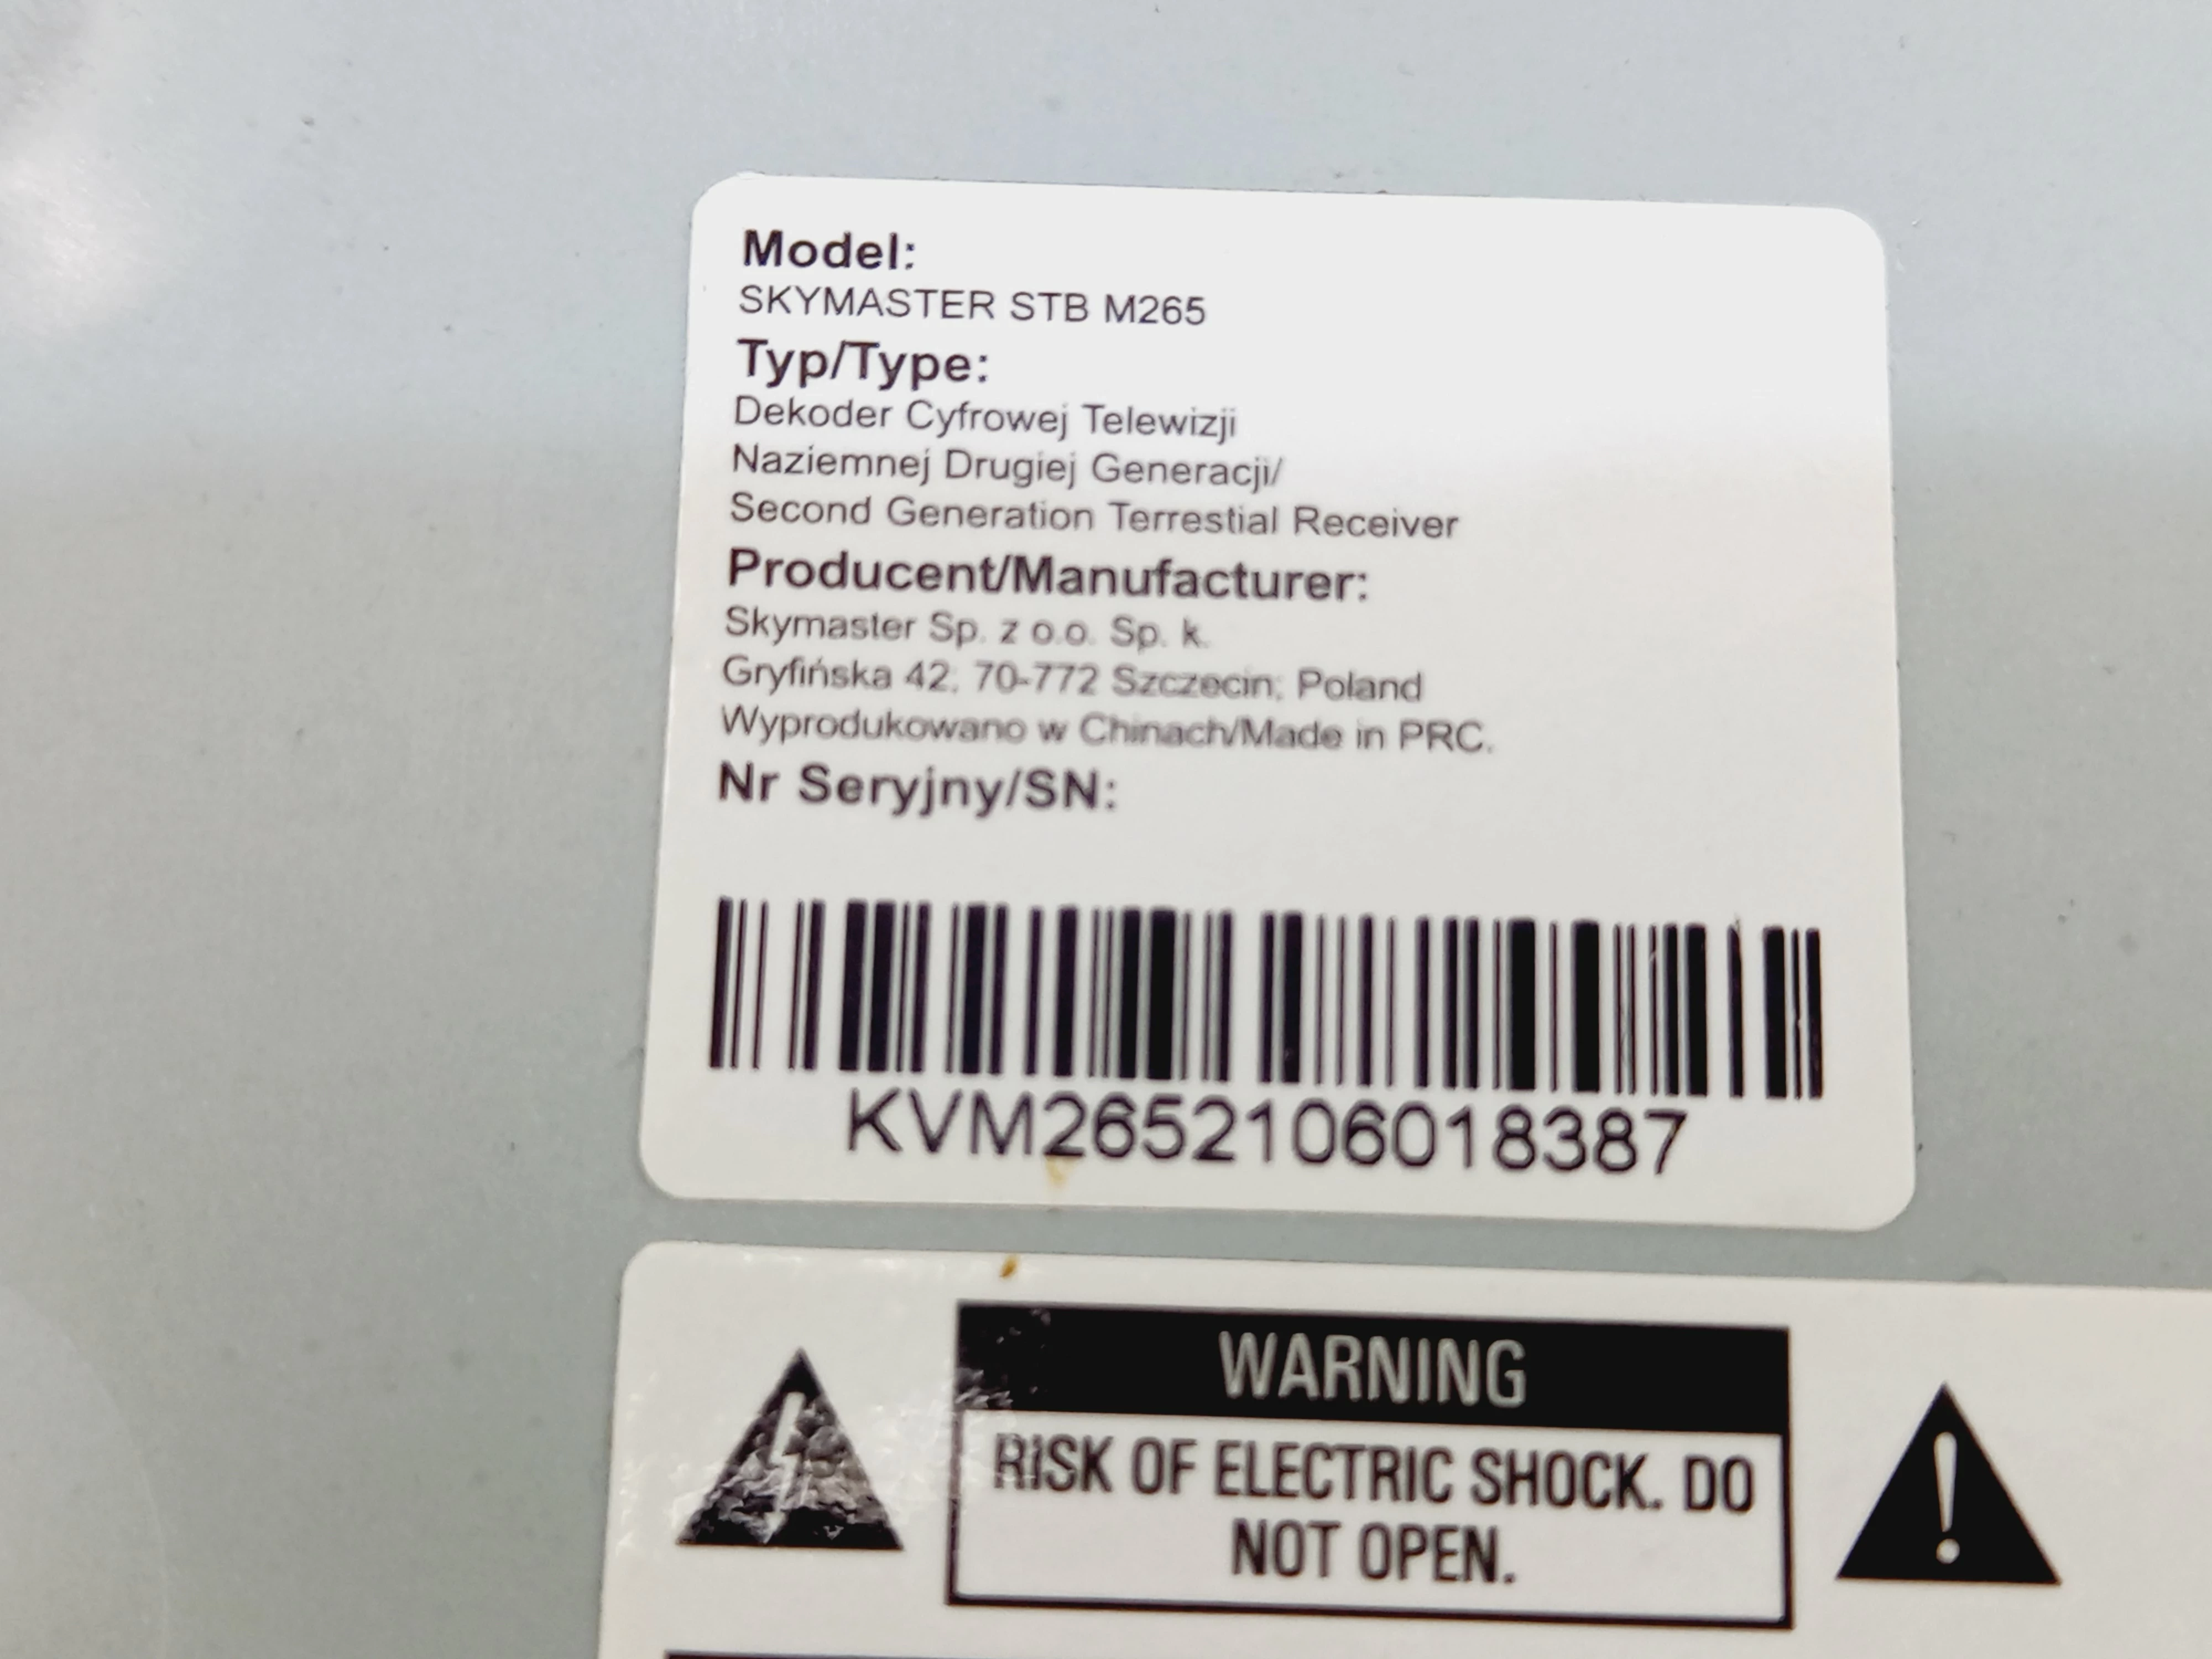 Model:
SKYMASTER STB M265
Typ/Type:
Dekoder Cyfrowej Telewizji
Naziemnej Drugiej Generacji/
Second Generation Terrestial Receiver
Producent/Manufacturer:
Skymaster Sp. z o.o. Sp. k.
Gryfińska 42, 70-772 Szczecin, Poland
Wyprodukowano w Chinach/Made in PRC.
Nr Seryjny/SN:
KVM2652106018387
WARNING
RISK OF ELECTRIC SHOCK. DO
NOT OPEN.